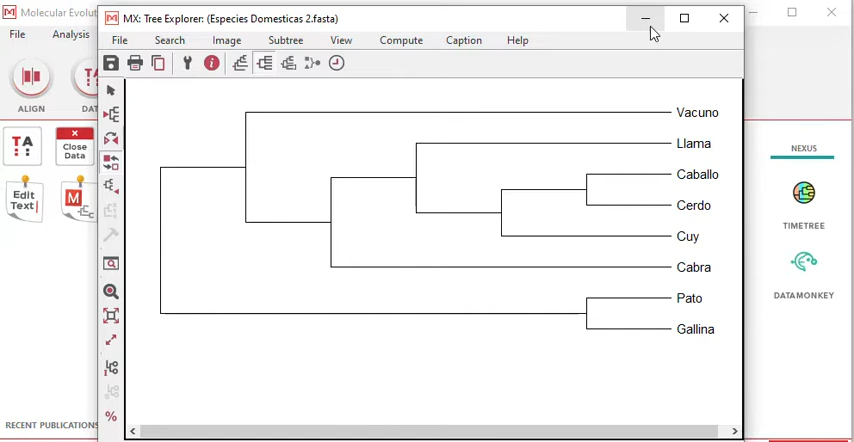 Molecular Evolut
MX: Tree Explorer: (Especies Domesticas 2.fasta)
File
Analysis
File
Search
Image
Subtree
View
Compute
Caption
Help
ALIGN
DAT
TA
Close
Data
Edit
Text
M
%
Vacuno
Llama
Caballo
Cerdo
Cuy
Cabra
Pato
Gallina
NEXUS
TIMETREE
DATAMONKEY
RECENT PUBLICATIONS